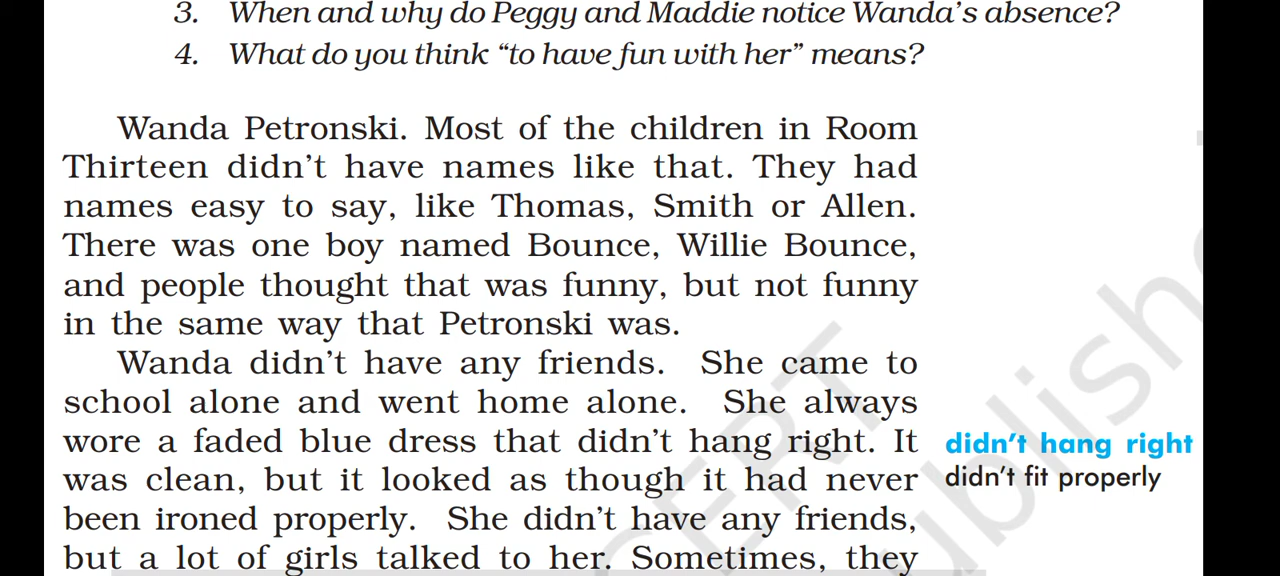 3. When and why do Peggy and Maddie notice Wanda's absence?
4. What do you think “to have fun with her” means?
Wanda Petronski. Most of the children in Room
Thirteen didn't have names like that. They had
names easy to say, like Thomas, Smith or Allen.
There was one boy named Bounce, Willie Bounce,
and people thought that was funny, but not funny
in the same way that Petronski was.
Wanda didn't have any friends. She came to
school alone and went home alone. She always
wore a faded blue dress that didn't hang right. It
was clean, but it looked as though it had never
been ironed properly. She didn't have any friends,
but a lot of girls talked to her. Sometimes, they
didn't hang right
didn't fit properly